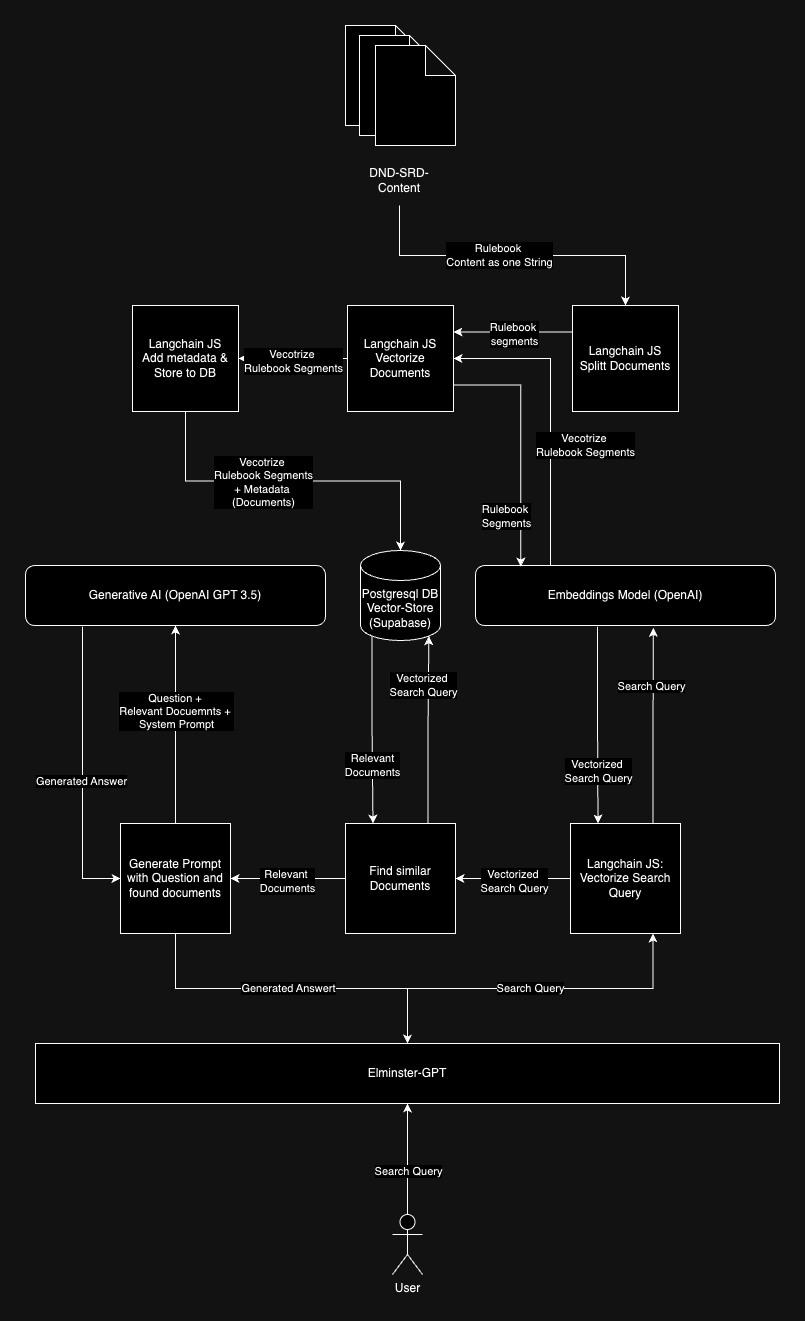 DND-SRD-
Content
Rulebook
Content as one String
Langchain JS
Add metadata &
Store to DB
Vecotrize
Rulebook Segments
Langchain JS
Vectorize
Documents
Rulebook
segments
Langchain JS
Splitt Documents
Vecotrize
Rulebook Segments
Vecotrize
Rulebook Segments
+ Metadata
(Documents)
Rulebook
Segments
Generative AI (OpenAI GPT 3.5)
Postgresql DB
Vector-Store
(Supabase)
Embeddings Model (OpenAI)
Question +
Relevant Docuemnts +
System Prompt
Vectorized
Search Query
Search Query
Generated Answer
Relevant
Documents
Vectorized
Search Query
Generate Prompt
with Question and
found documents
Relevant
Documents
Find similar
Documents
Vectorized
Search Query
Langchain JS:
Vectorize Search
Query
Generated Answert
Search Query
Elminster-GPT
Search Query
User